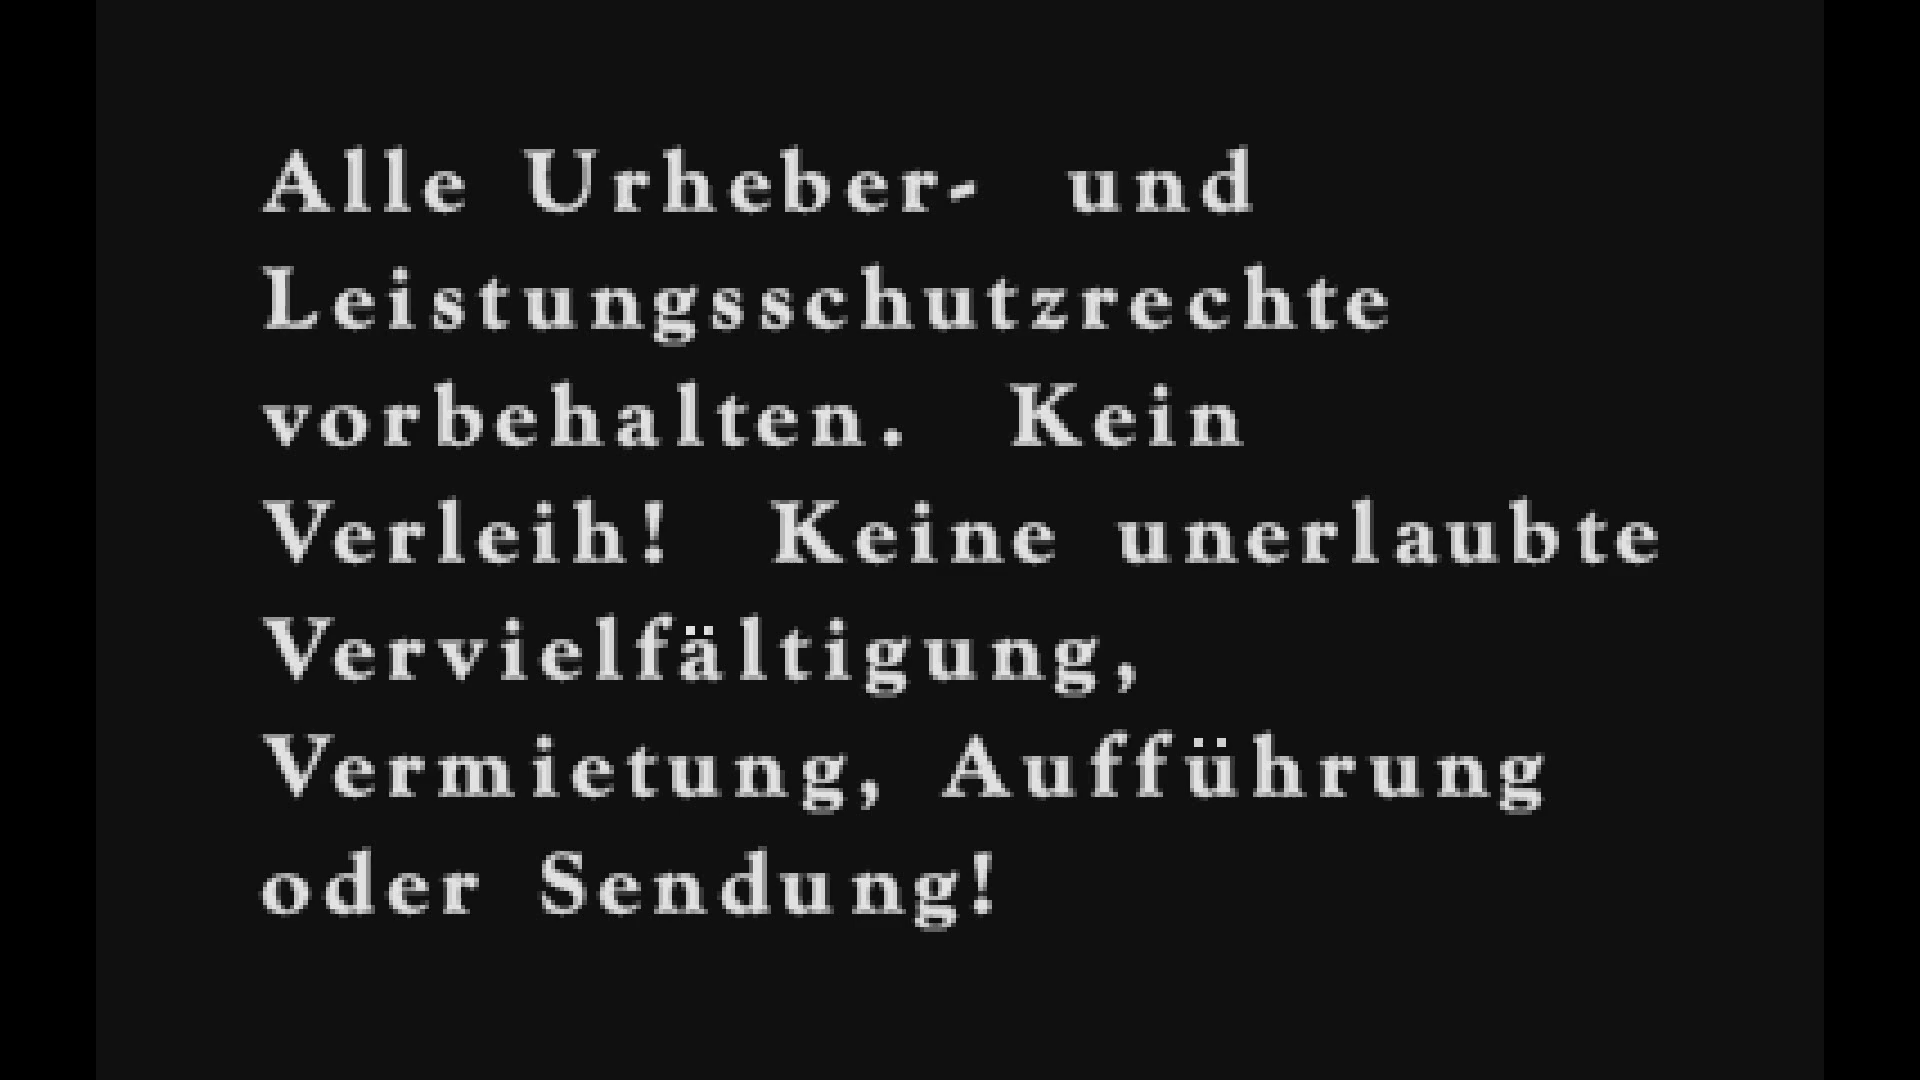 Alle Urheber- und
Leistungsschutzrechte
vorbehalten. Kein
Verleih! Keine unerlaubte
Vervielfältigung,
Vermietung, Aufführung
oder Sendung!